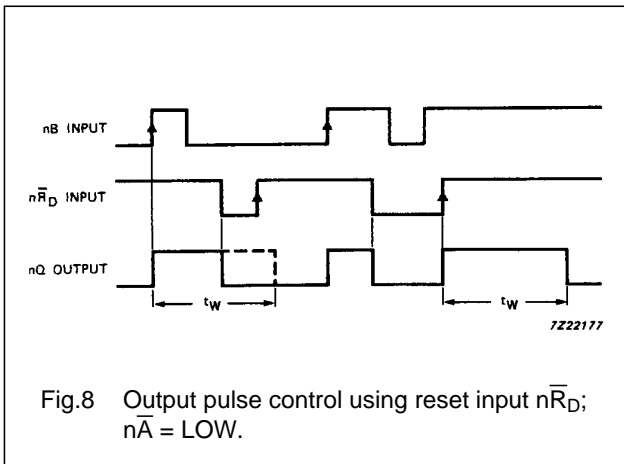 nB INPUT
nR̅D INPUT
nQ OUTPUT
tW
tW
7Z22177
Fig.8 Output pulse control using reset input nR̅D;
nA̅ = LOW.